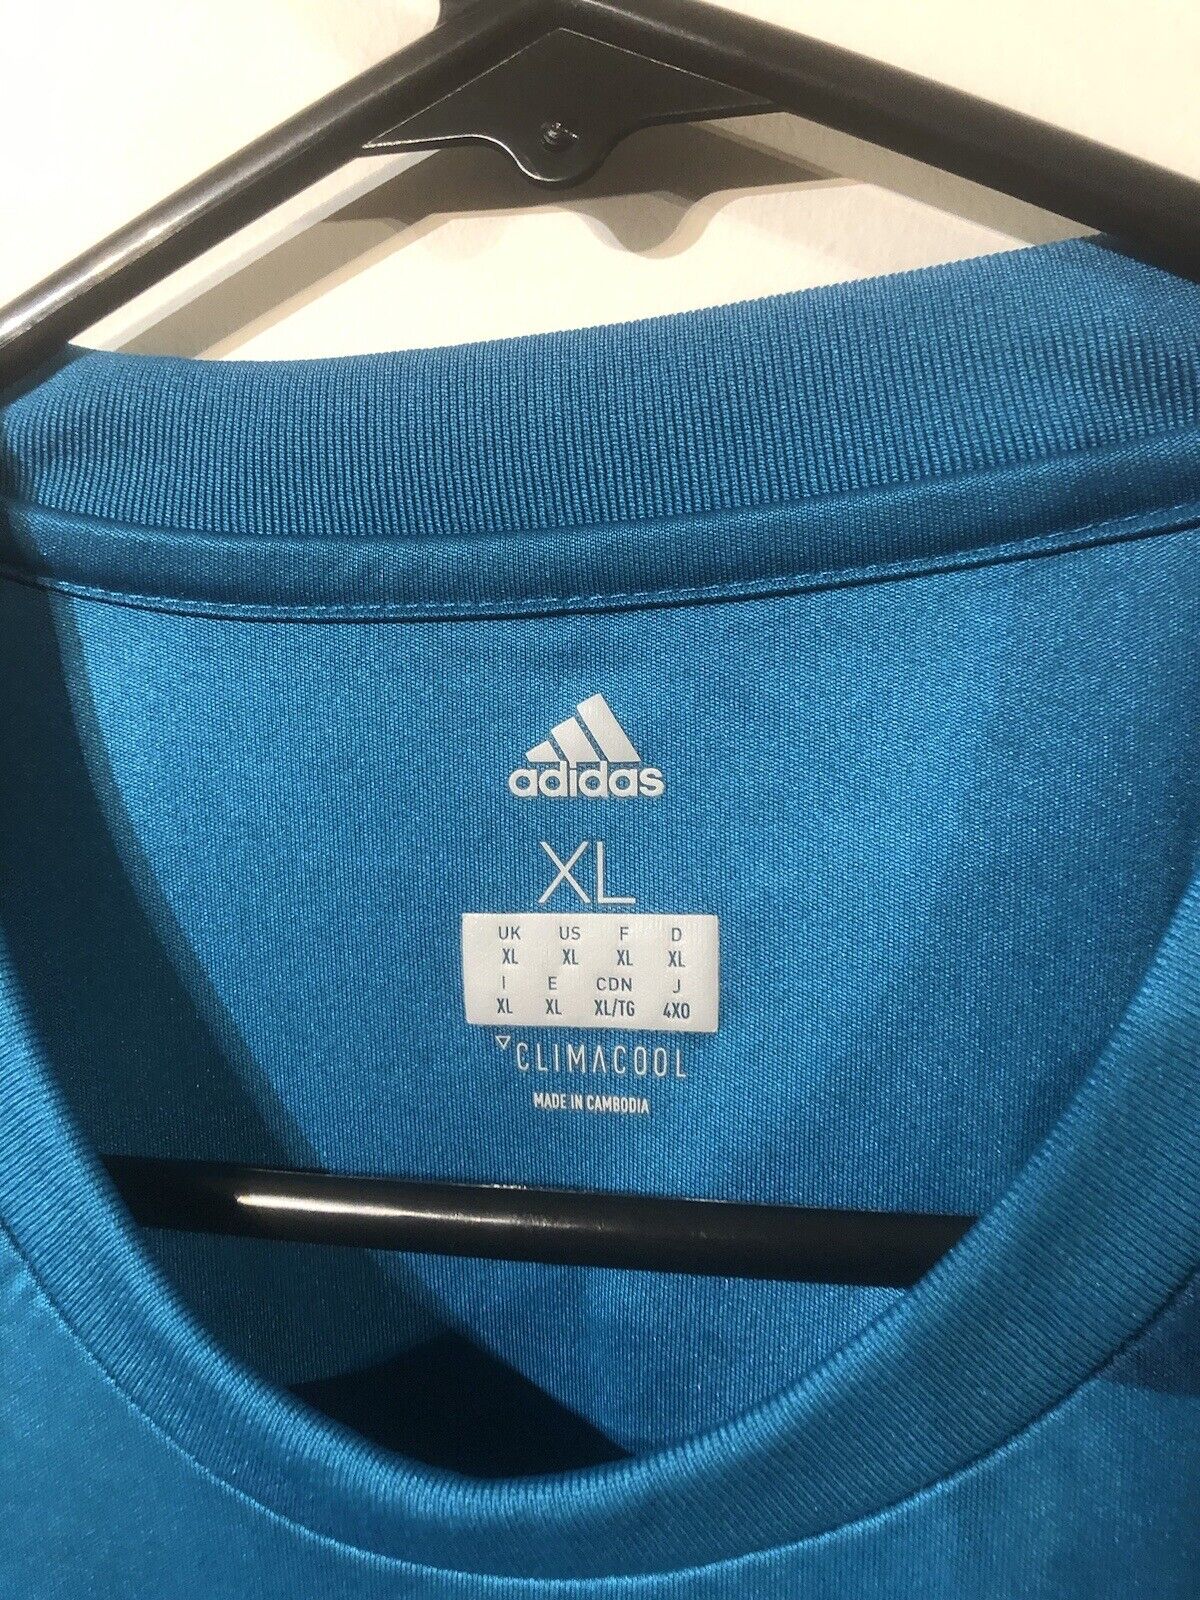 adidas
XL
UK US F D
XL XL XL XL
I E CDN J
XL XL XL/TG 4XO
CLIMACOOL
MADE IN CAMBODIA